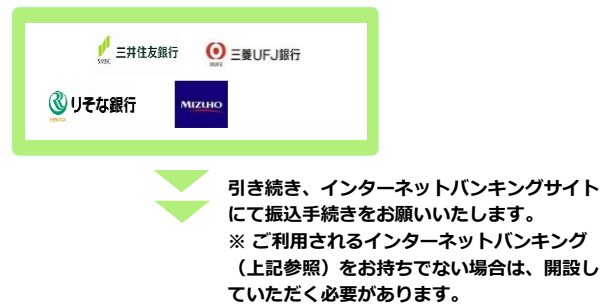 三井住友銀行
SMBC
三菱UFJ銀行
MUFG
りそな銀行
RESONA
MIZUHO
引き続き、インターネットバンキングサイト
にて振込手続きをお願いいたします。
※ ご利用されるインターネットバンキング
（上記参照）をお持ちでない場合は、開設し
ていただく必要があります。